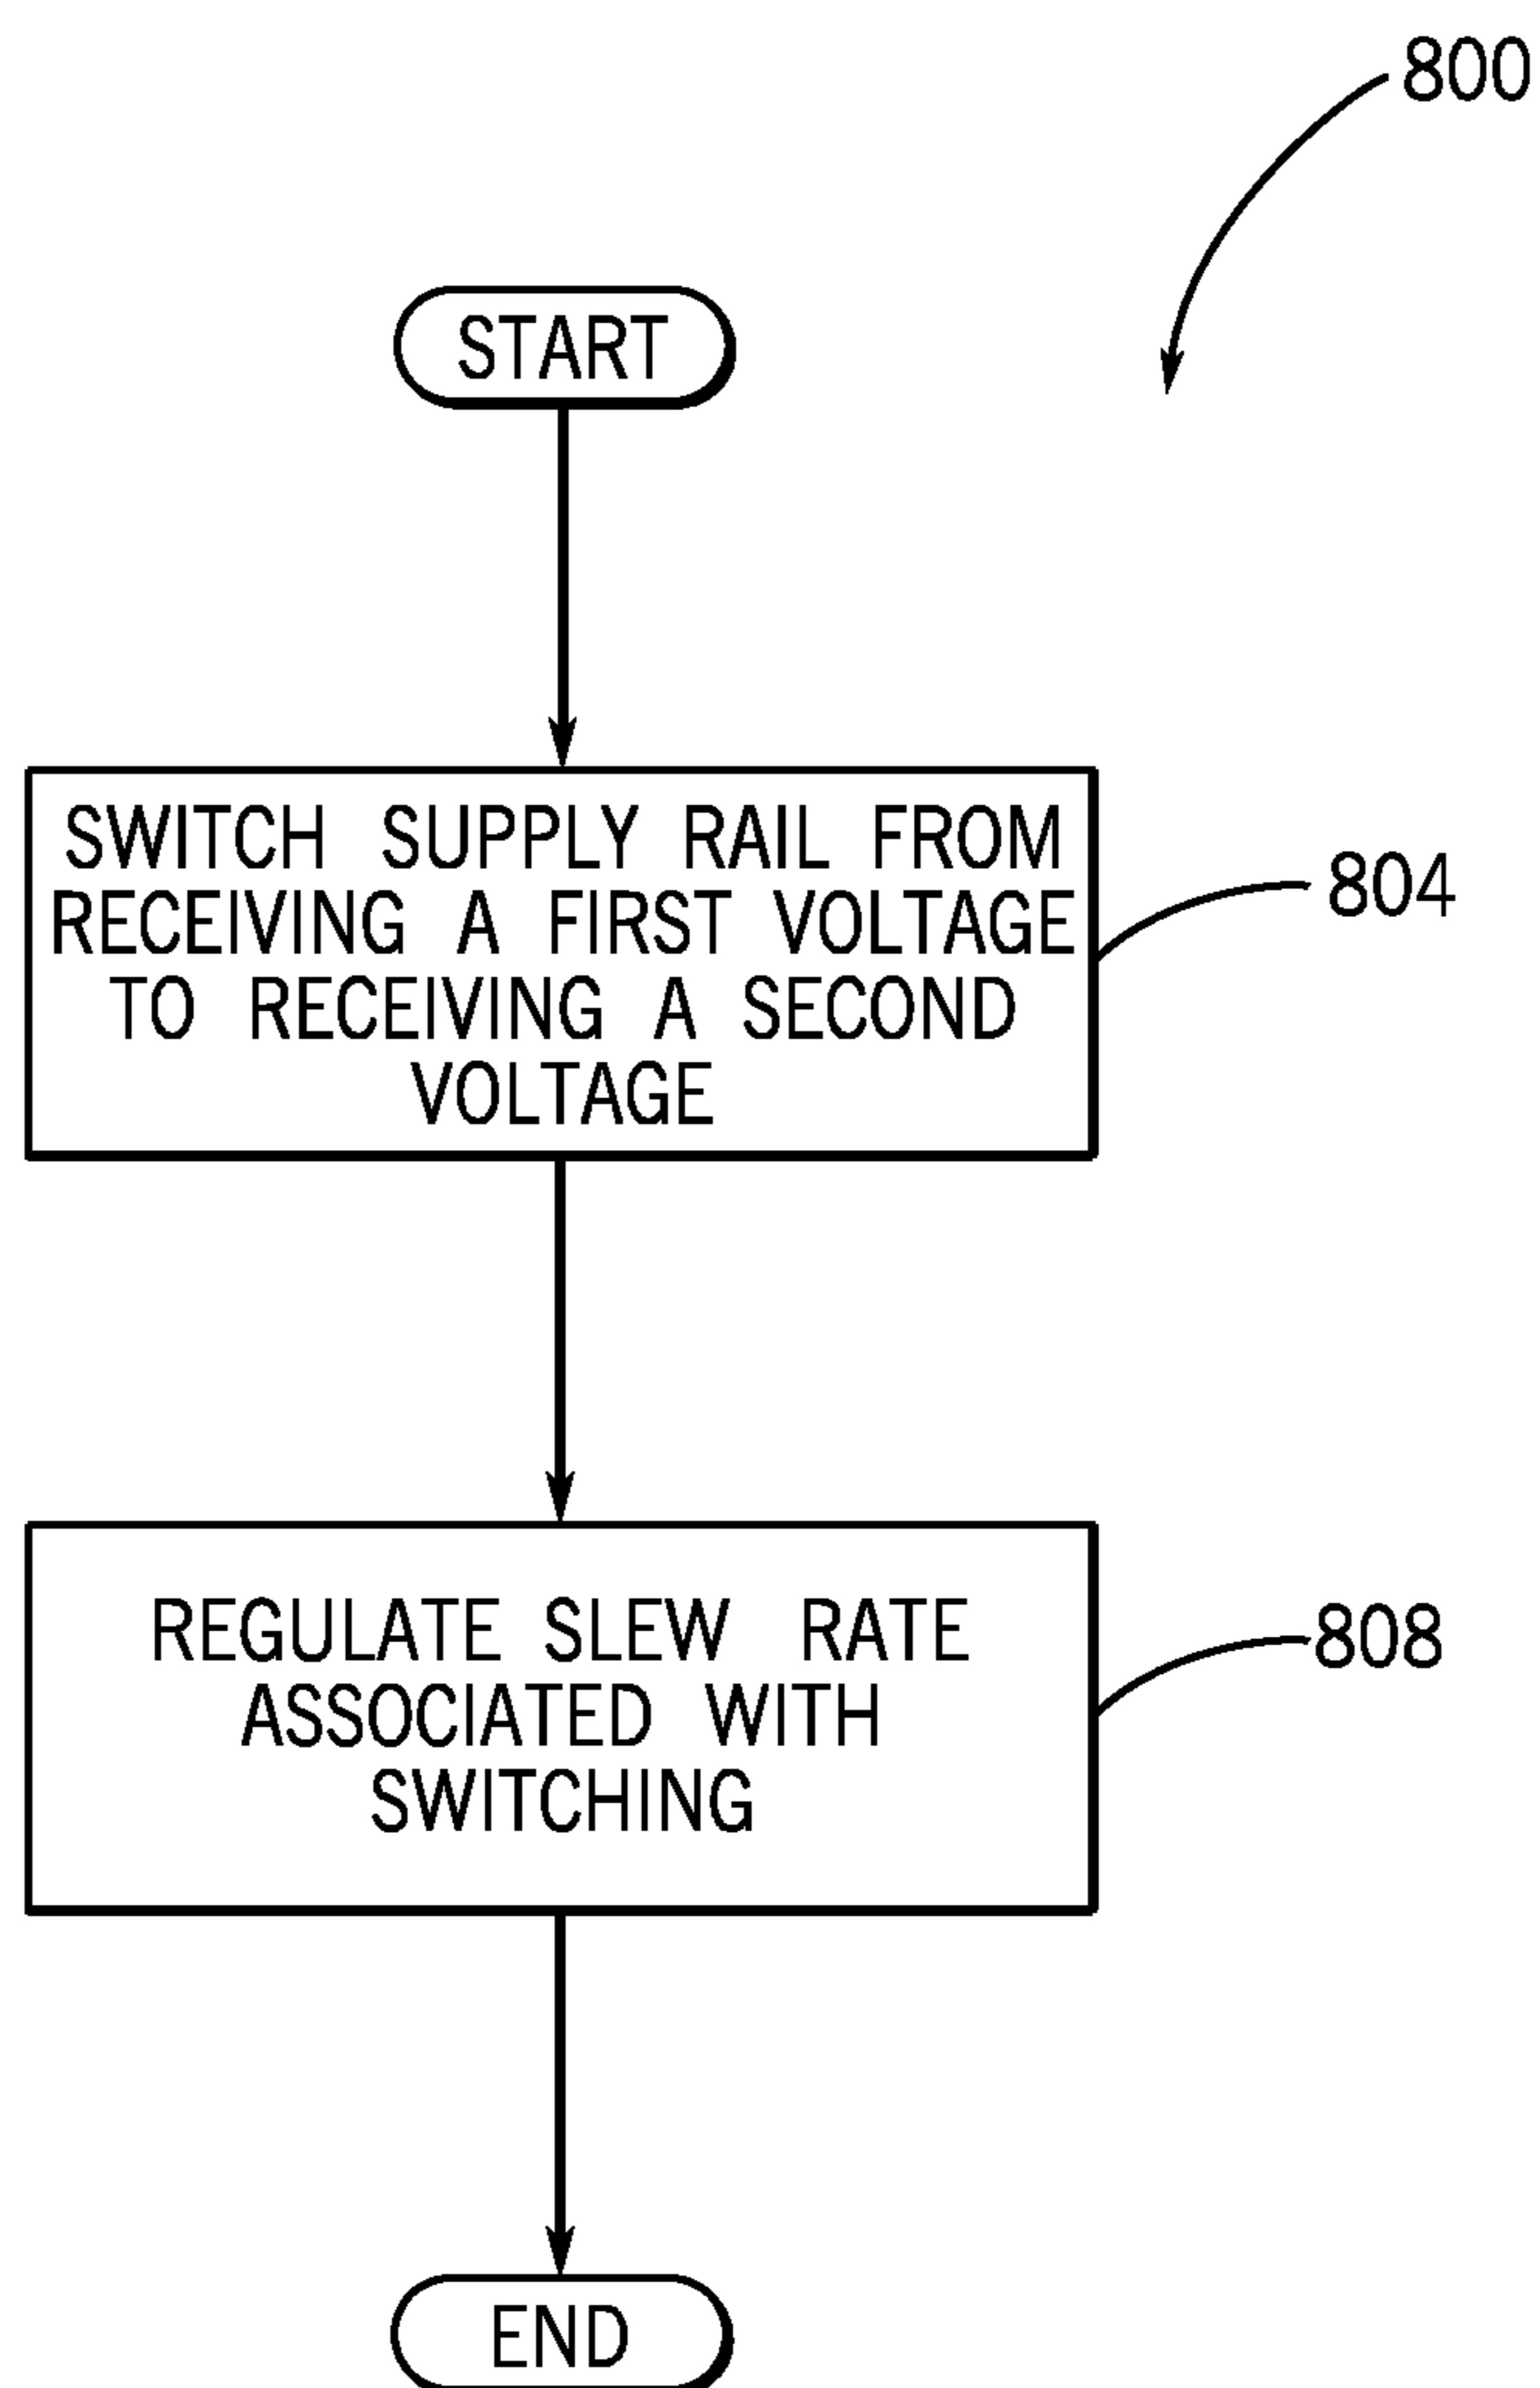 800
START
SWITCH SUPPLY RAIL FROM
RECEIVING A FIRST VOLTAGE
TO RECEIVING A SECOND
VOLTAGE
804
REGULATE SLEW RATE
ASSOCIATED WITH
SWITCHING
808
END